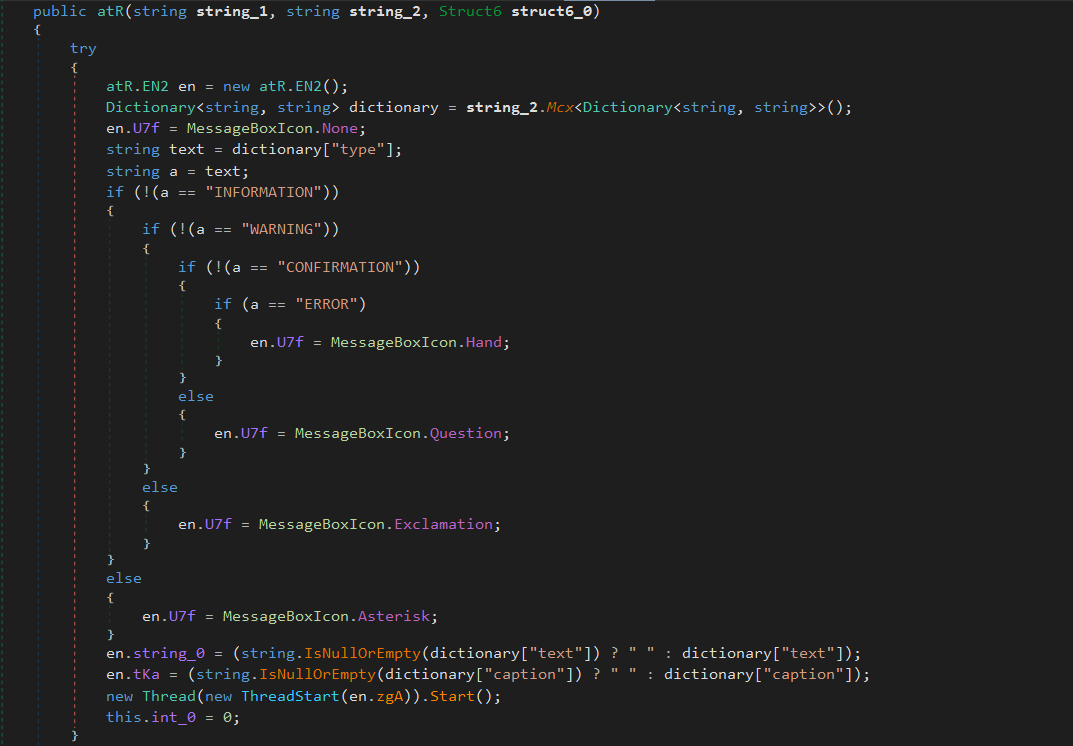 public atR(string string_1, string string_2, Struct6 struct6_0)
{
try
{
atR.EN2 en = new atR.EN2();
Dictionary<string, string> dictionary = string_2.Mcx<Dictionary<string, string>>();
en.U7f = MessageBoxIcon.None;
string text = dictionary["type"];
string a = text;
if (!(a == "INFORMATION"))
{
if (!(a == "WARNING"))
{
if (!(a == "CONFIRMATION"))
{
if (a == "ERROR")
{
en.U7f = MessageBoxIcon.Hand;
}
}
else
{
en.U7f = MessageBoxIcon.Question;
}
}
else
{
en.U7f = MessageBoxIcon.Exclamation;
}
}
else
{
en.U7f = MessageBoxIcon.Asterisk;
}
en.string_0 = (string.IsNullOrEmpty(dictionary["text"]) ? " " : dictionary["text"]);
en.tKa = (string.IsNullOrEmpty(dictionary["caption"]) ? " " : dictionary["caption"]);
new Thread(new ThreadStart(en.zgA)).Start();
this.int_0 = 0;
}